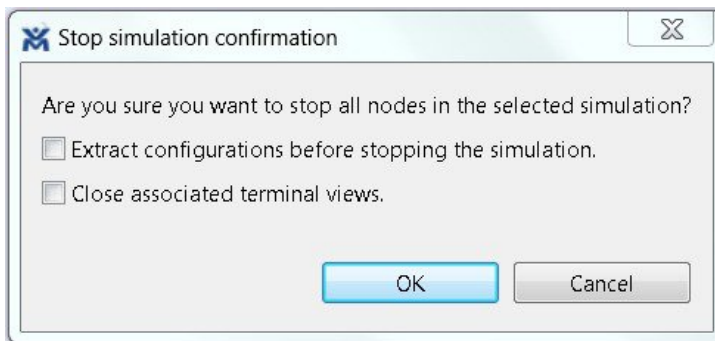 Stop simulation confirmation
Are you sure you want to stop all nodes in the selected simulation?
Extract configurations before stopping the simulation.
Close associated terminal views.
OK Cancel